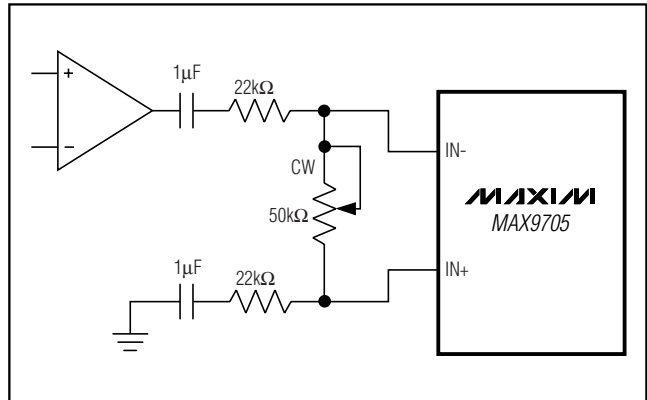 +
−
1µF
22kΩ
CW
50kΩ
1µF
22kΩ
IN-
IN+
MAXIM
MAX9705